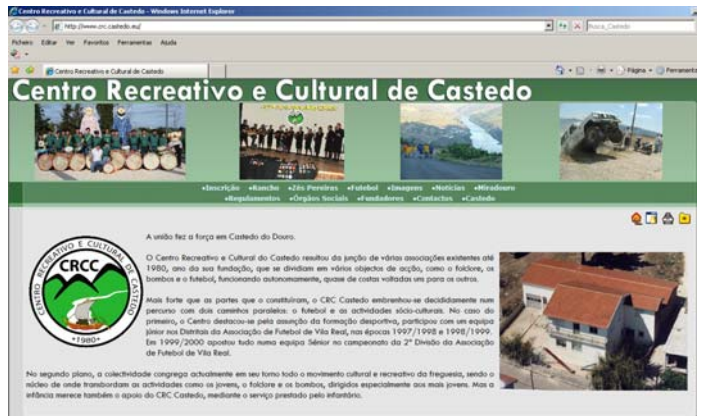 Centro Recreativo e Cultural de Castedo - Windows Internet Explorer
http://www.crc.castedo.eu/
Busca_Castedo
Ficheiro Editar Ver Favoritos Ferramentas Ajuda
Centro Recreativo e Cultural de Castedo
Página Ferramentas
Centro Recreativo e Cultural de Castedo
•Inscrição •Rancho •Zés Pereiras •Futebol •Imagens •Notícias •Miradouro
•Regulamentos •Órgãos Sociais •Fundadores •Contactos •Castedo
CENTRO RECREATIVO E CULTURAL DE CASTEDO
CRCC
•1980•
A união fez a força em Castedo do Douro.
O Centro Recreativo e Cultural do Castedo resultou da junção de várias associações existentes até
1980, ano da sua fundação, que se dividiam em vários objectos de acção, como o folclore, os
bombos e o futebol, funcionando autonomamente, quase de costas voltadas uns para os outros.
Mais forte que as partes que o constituíram, o CRC Castedo embrenhou-se decididamente num
percurso com dois caminhos paralelos: o futebol e as actividades sócio-culturais. No caso do
primeiro, o Centro destacou-se pela assunção da formação desportiva, participou com um equipa
júnior nos Distritais da Associação de Futebol de Vila Real, nas épocas 1997/1998 e 1998/1999.
Em 1999/2000 apostou tudo numa equipa Sénior no campeonato da 2ª Divisão da Associação
de Futebol de Vila Real.
No segundo plano, a colectividade congrega actualmente em seu torno todo o movimento cultural e recreativo da freguesia, sendo o
núcleo de onde transbordam as actividades como os jovens, o folclore e os bombos, dirigidos especialmente aos mais jovens. Mas a
infância merece também o apoio do CRC Castedo, mediante o serviço prestado pelo infantário.